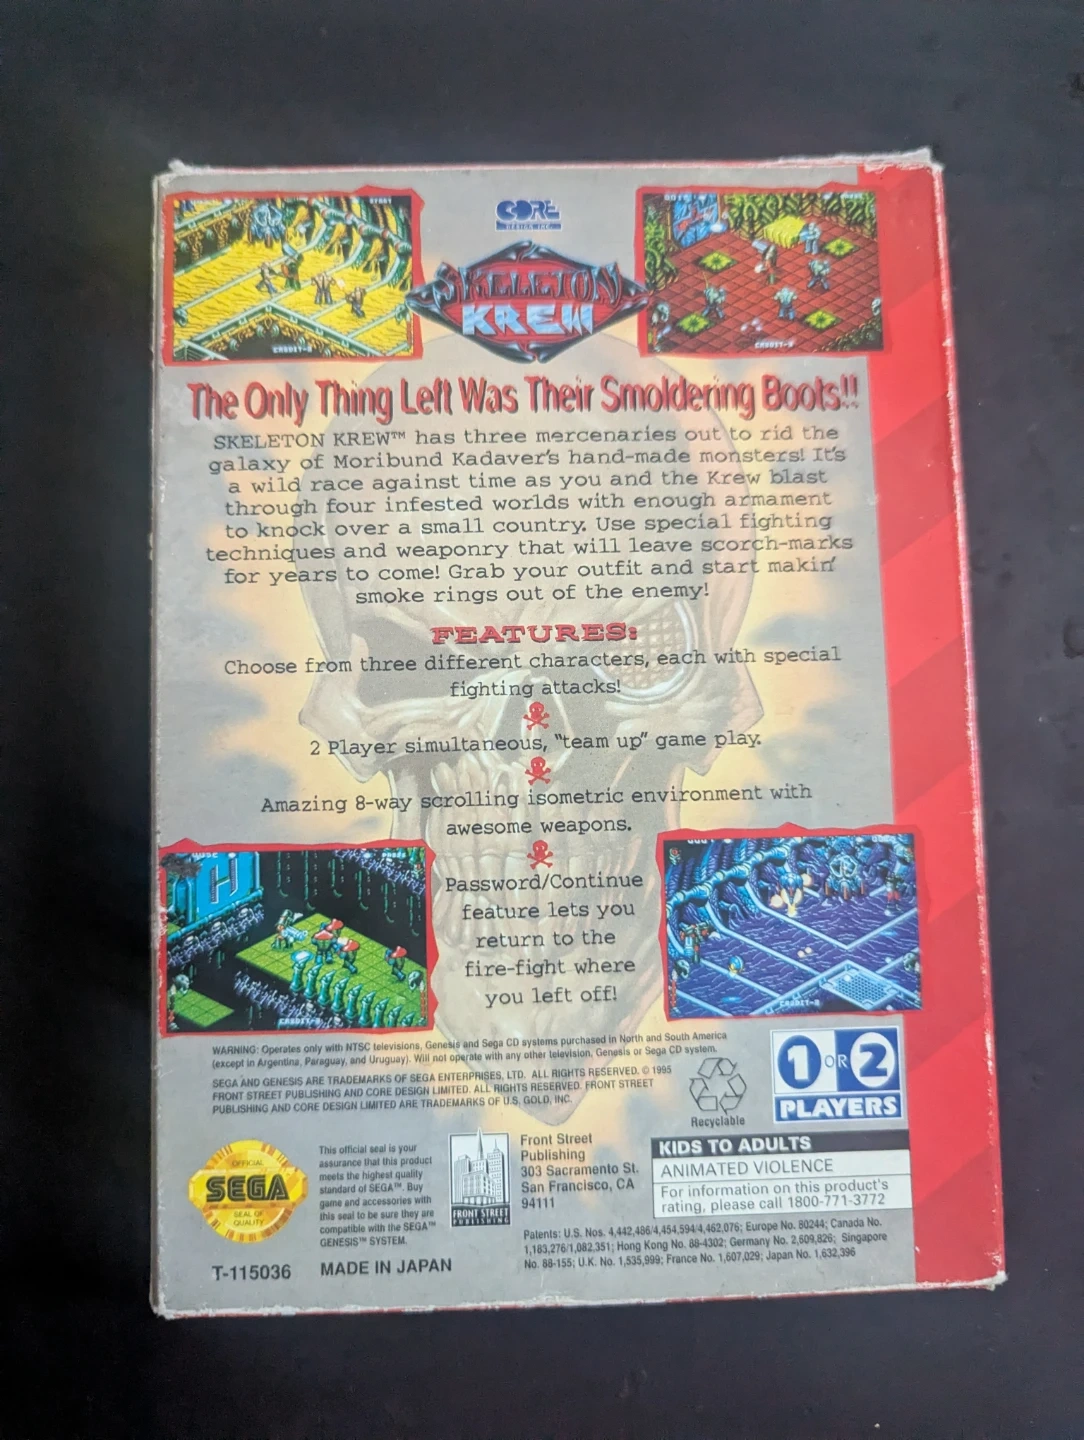 CORE
DESIGN INC.
SKELETON
KREW
The Only Thing Left Was Their Smoldering Boots!!
SKELETON KREW™ has three mercenaries out to rid the
galaxy of Moribund Kadaver's hand-made monsters! It's
a wild race against time as you and the Krew blast
through four infested worlds with enough armament
to knock over a small country. Use special fighting
techniques and weaponry that will leave scorch-marks
for years to come! Grab your outfit and start makin'
smoke rings out of the enemy!
FEATURES:
Choose from three different characters, each with special
fighting attacks!
2 Player simultaneous, "team up" game play.
Amazing 8-way scrolling isometric environment with
awesome weapons.
Password/Continue
feature lets you
return to the
fire-fight where
you left off!
WARNING: Operates only with NTSC televisions, Genesis and Sega CD systems purchased in North and South America
(except in Argentina, Paraguay, and Uruguay). Will not operate with any other television, Genesis or Sega CD system.
SEGA AND GENESIS ARE TRADEMARKS OF SEGA ENTERPRISES, LTD. ALL RIGHTS RESERVED. © 1995
FRONT STREET PUBLISHING AND CORE DESIGN LIMITED. ALL RIGHTS RESERVED. FRONT STREET
PUBLISHING AND CORE DESIGN LIMITED ARE TRADEMARKS OF U.S. GOLD, INC.
Recyclable
1 OR 2
PLAYERS
OFFICIAL
SEGA
SEAL OF
QUALITY
This official seal is your
assurance that this product
meets the highest quality
standard of SEGA™. Buy
game and accessories with
this seal to be sure they are
compatible with the SEGA™
GENESIS™ SYSTEM.
FRONT STREET
PUBLISHING
Front Street
Publishing
303 Sacramento St.
San Francisco, CA
94111
KIDS TO ADULTS
ANIMATED VIOLENCE
For information on this product's
rating, please call 1800-771-3772
Patents: U.S. Nos. 4,442,486/4,454,594/4,462,076; Europe No. 80244; Canada No.
1,183,276/1,082,351; Hong Kong No. 88-4302; Germany No. 2,609,826; Singapore
No. 88-155; U.K. No. 1,535,999; France No. 1,607,029; Japan No. 1,632,396
T-115036
MADE IN JAPAN